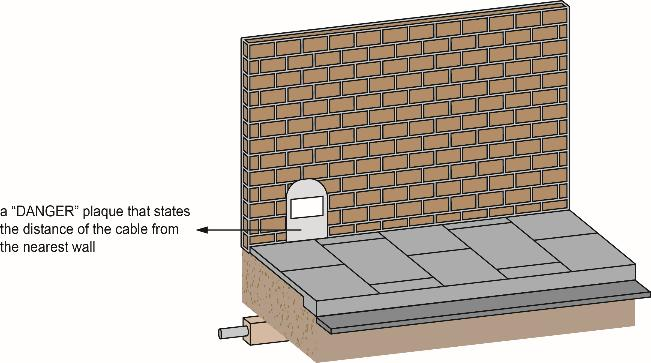 a “DANGER” plaque that states
the distance of the cable from
the nearest wall